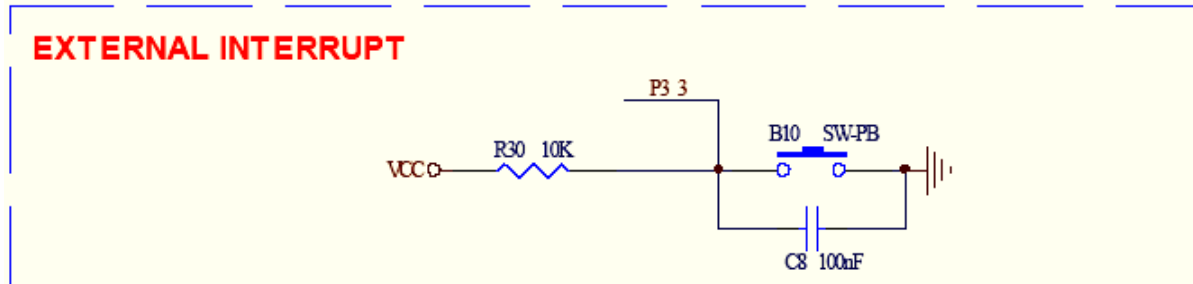 EXTERNAL INTERRUPT
P3 3
B10 SW-PB
R30 10K
VCC
C8 100nF